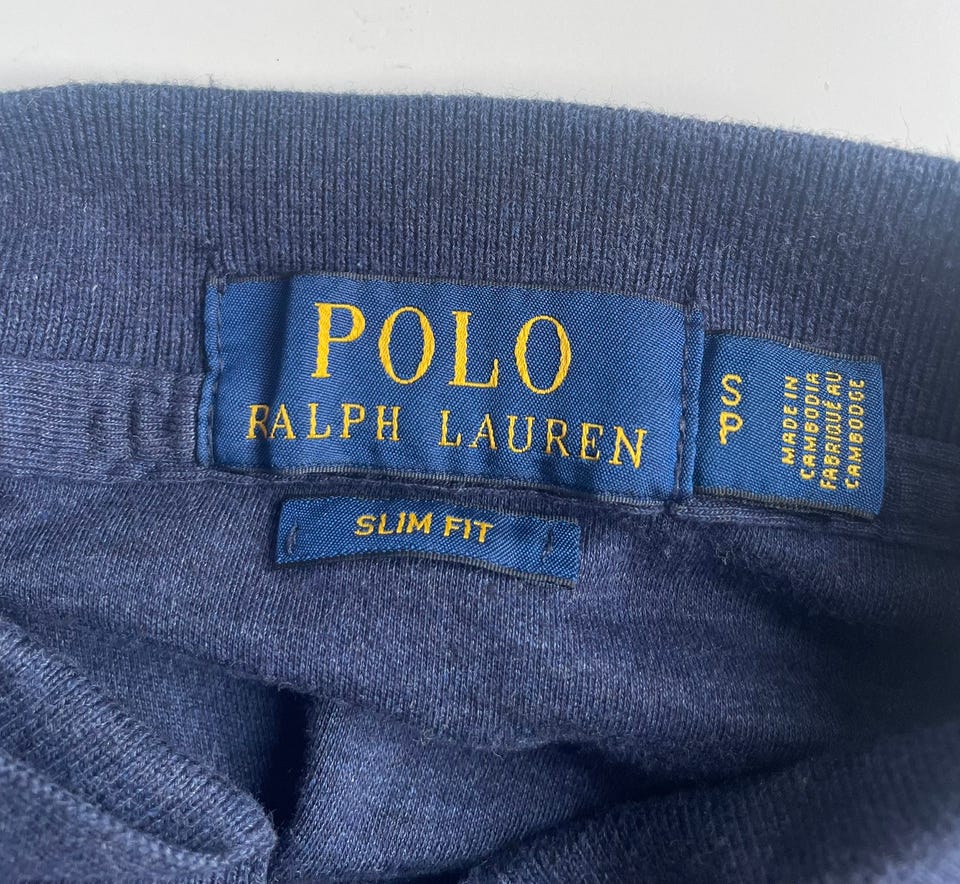 POLO
RALPH LAUREN
SLIM FIT
S
P
MADE IN
CAMBODIA
FABRIQUÉ AU
CAMBODGE